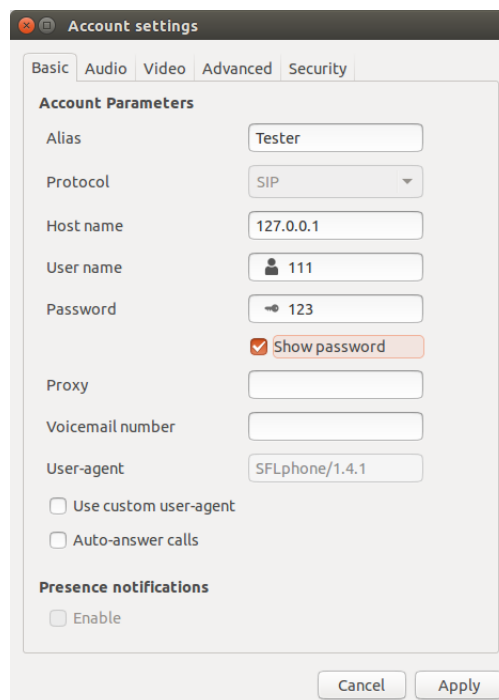 Account settings
Basic Audio Video Advanced Security
Account Parameters
Alias Tester
Protocol SIP
Host name 127.0.0.1
User name 111
Password 123
Show password
Proxy
Voicemail number
User-agent SFLphone/1.4.1
Use custom user-agent
Auto-answer calls
Presence notifications
Enable
Cancel Apply